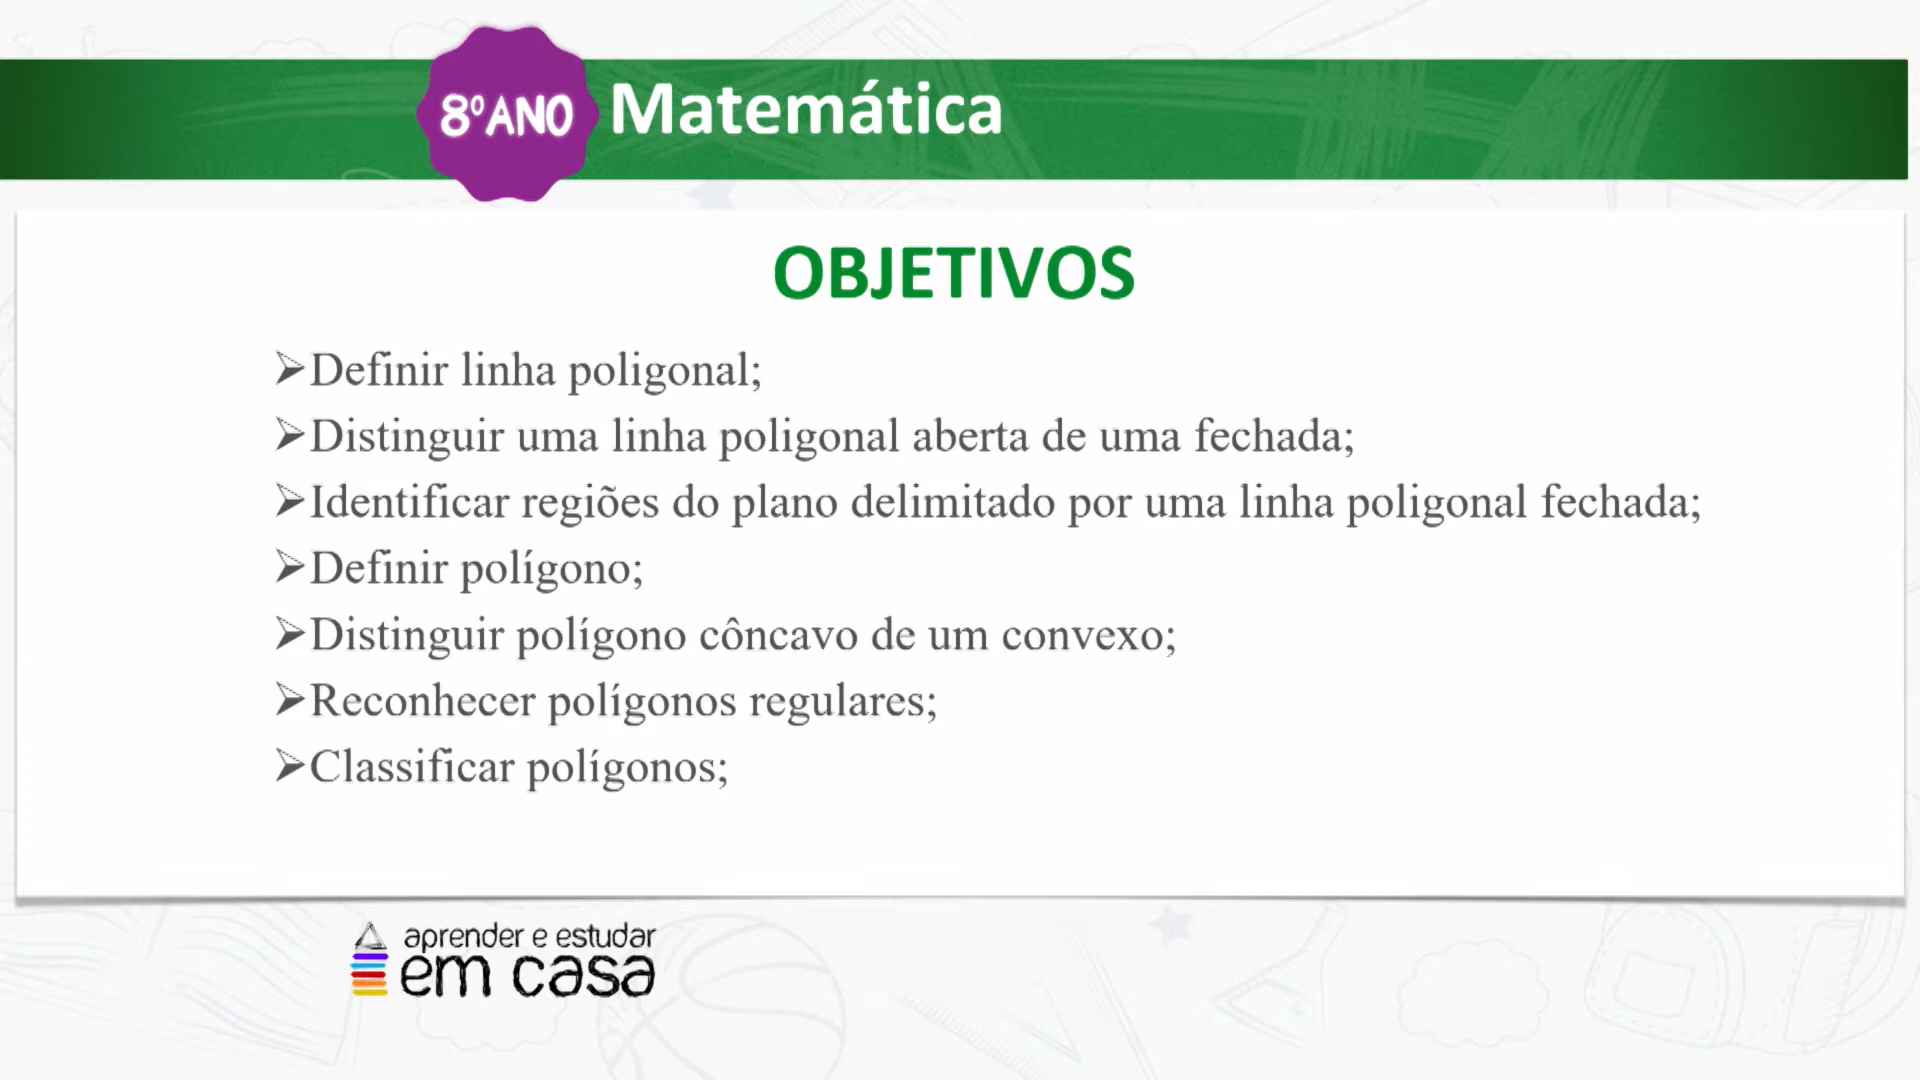 8ºANO Matemática
OBJETIVOS
➢Definir linha poligonal;
➢Distinguir uma linha poligonal aberta de uma fechada;
➢Identificar regiões do plano delimitado por uma linha poligonal fechada;
➢Definir polígono;
➢Distinguir polígono côncavo de um convexo;
➢Reconhecer polígonos regulares;
➢Classificar polígonos;
aprender e estudar
em casa